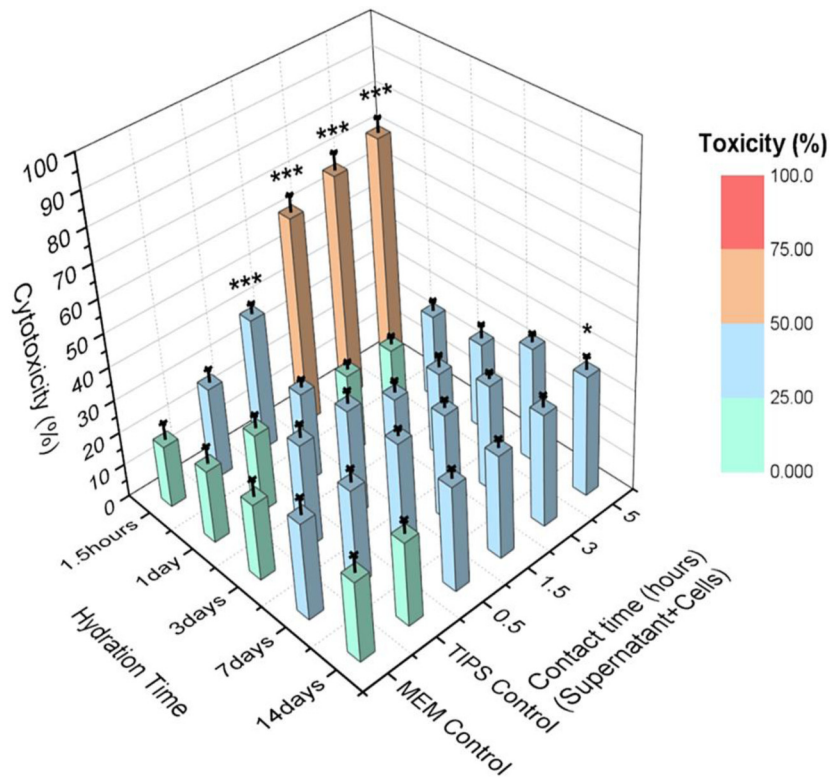 ***
***
***
***
*
Toxicity (%)
100.0
75.00
50.00
25.00
0.000
100
90
80
70
60
50
40
30
20
10
0
Cytotoxicity (%)
1.5hours
1day
3days
7days
14days
Hydration Time
MEM Control
TIPS Control
0.5
1.5
3
5
Contact time (hours)
(Supernatant+Cells)